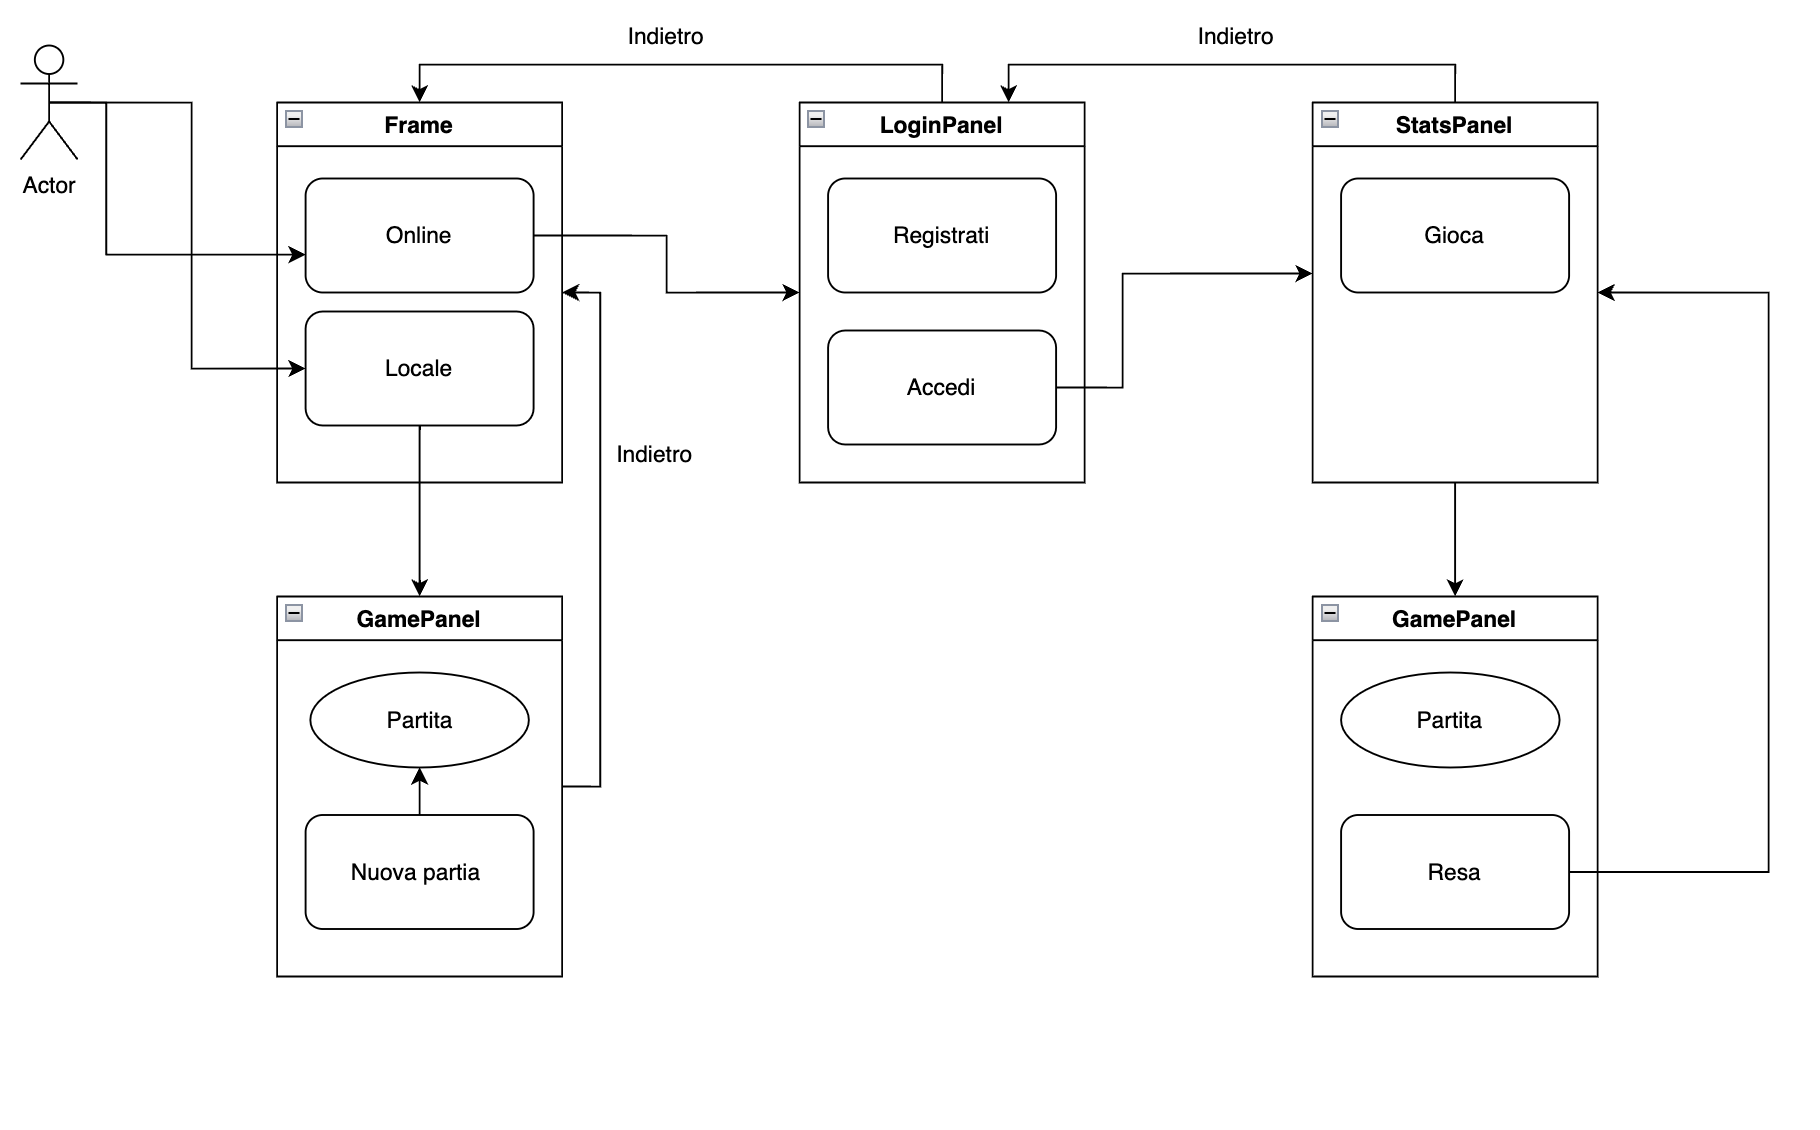 Indietro
Indietro
Actor
Frame
Online
Locale
LoginPanel
Registrati
Accedi
StatsPanel
Gioca
Indietro
GamePanel
Partita
Nuova partia
GamePanel
Partita
Resa